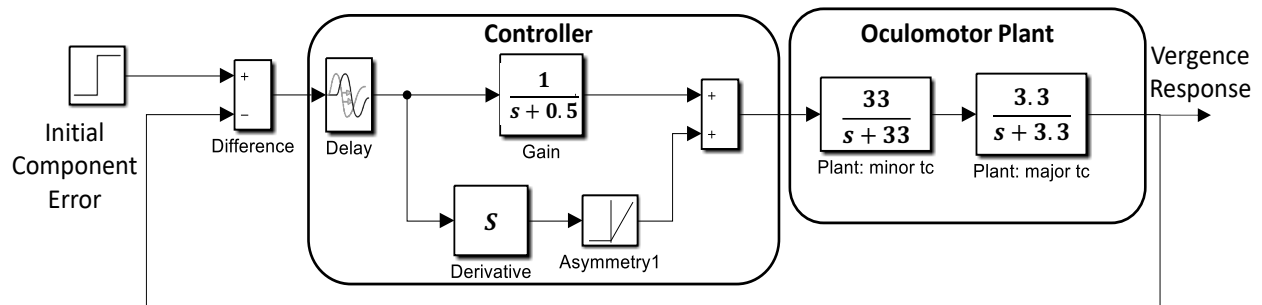 Controller
Oculomotor Plant
Vergence
Response
Initial
Component
Error
+
−
Difference
Delay
1
s + 0.5
Gain
+
+
33
s + 33
Plant: minor tc
3.3
s + 3.3
Plant: major tc
s
Derivative
Asymmetry1